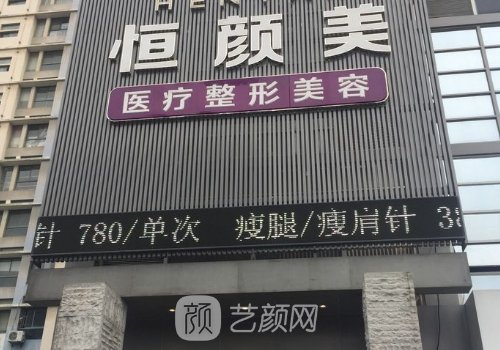 恒颜美
医疗整形美容
针 780/单次 瘦腿/瘦肩针 38
颜 艺颜网